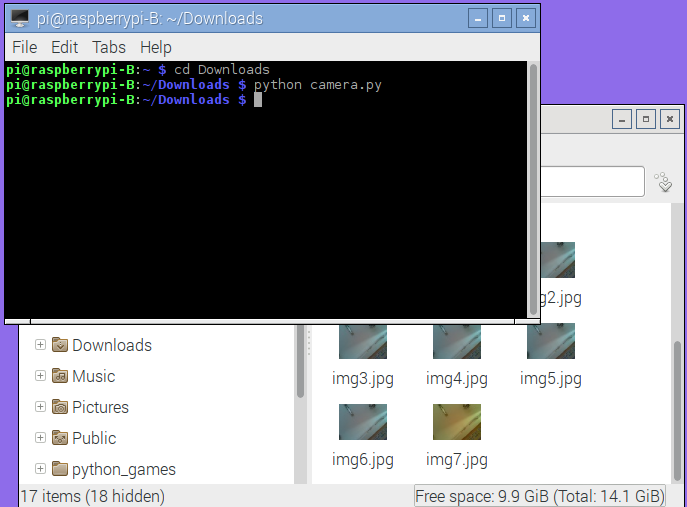 pi@raspberrypi-B: ~/Downloads
File Edit Tabs Help
pi@raspberrypi-B:~ $ cd Downloads
pi@raspberrypi-B:~/Downloads $ python camera.py
pi@raspberrypi-B:~/Downloads $
g2.jpg
Downloads
Music
Pictures
Public
python_games
img3.jpg img4.jpg img5.jpg
img6.jpg img7.jpg
17 items (18 hidden)
Free space: 9.9 GiB (Total: 14.1 GiB)